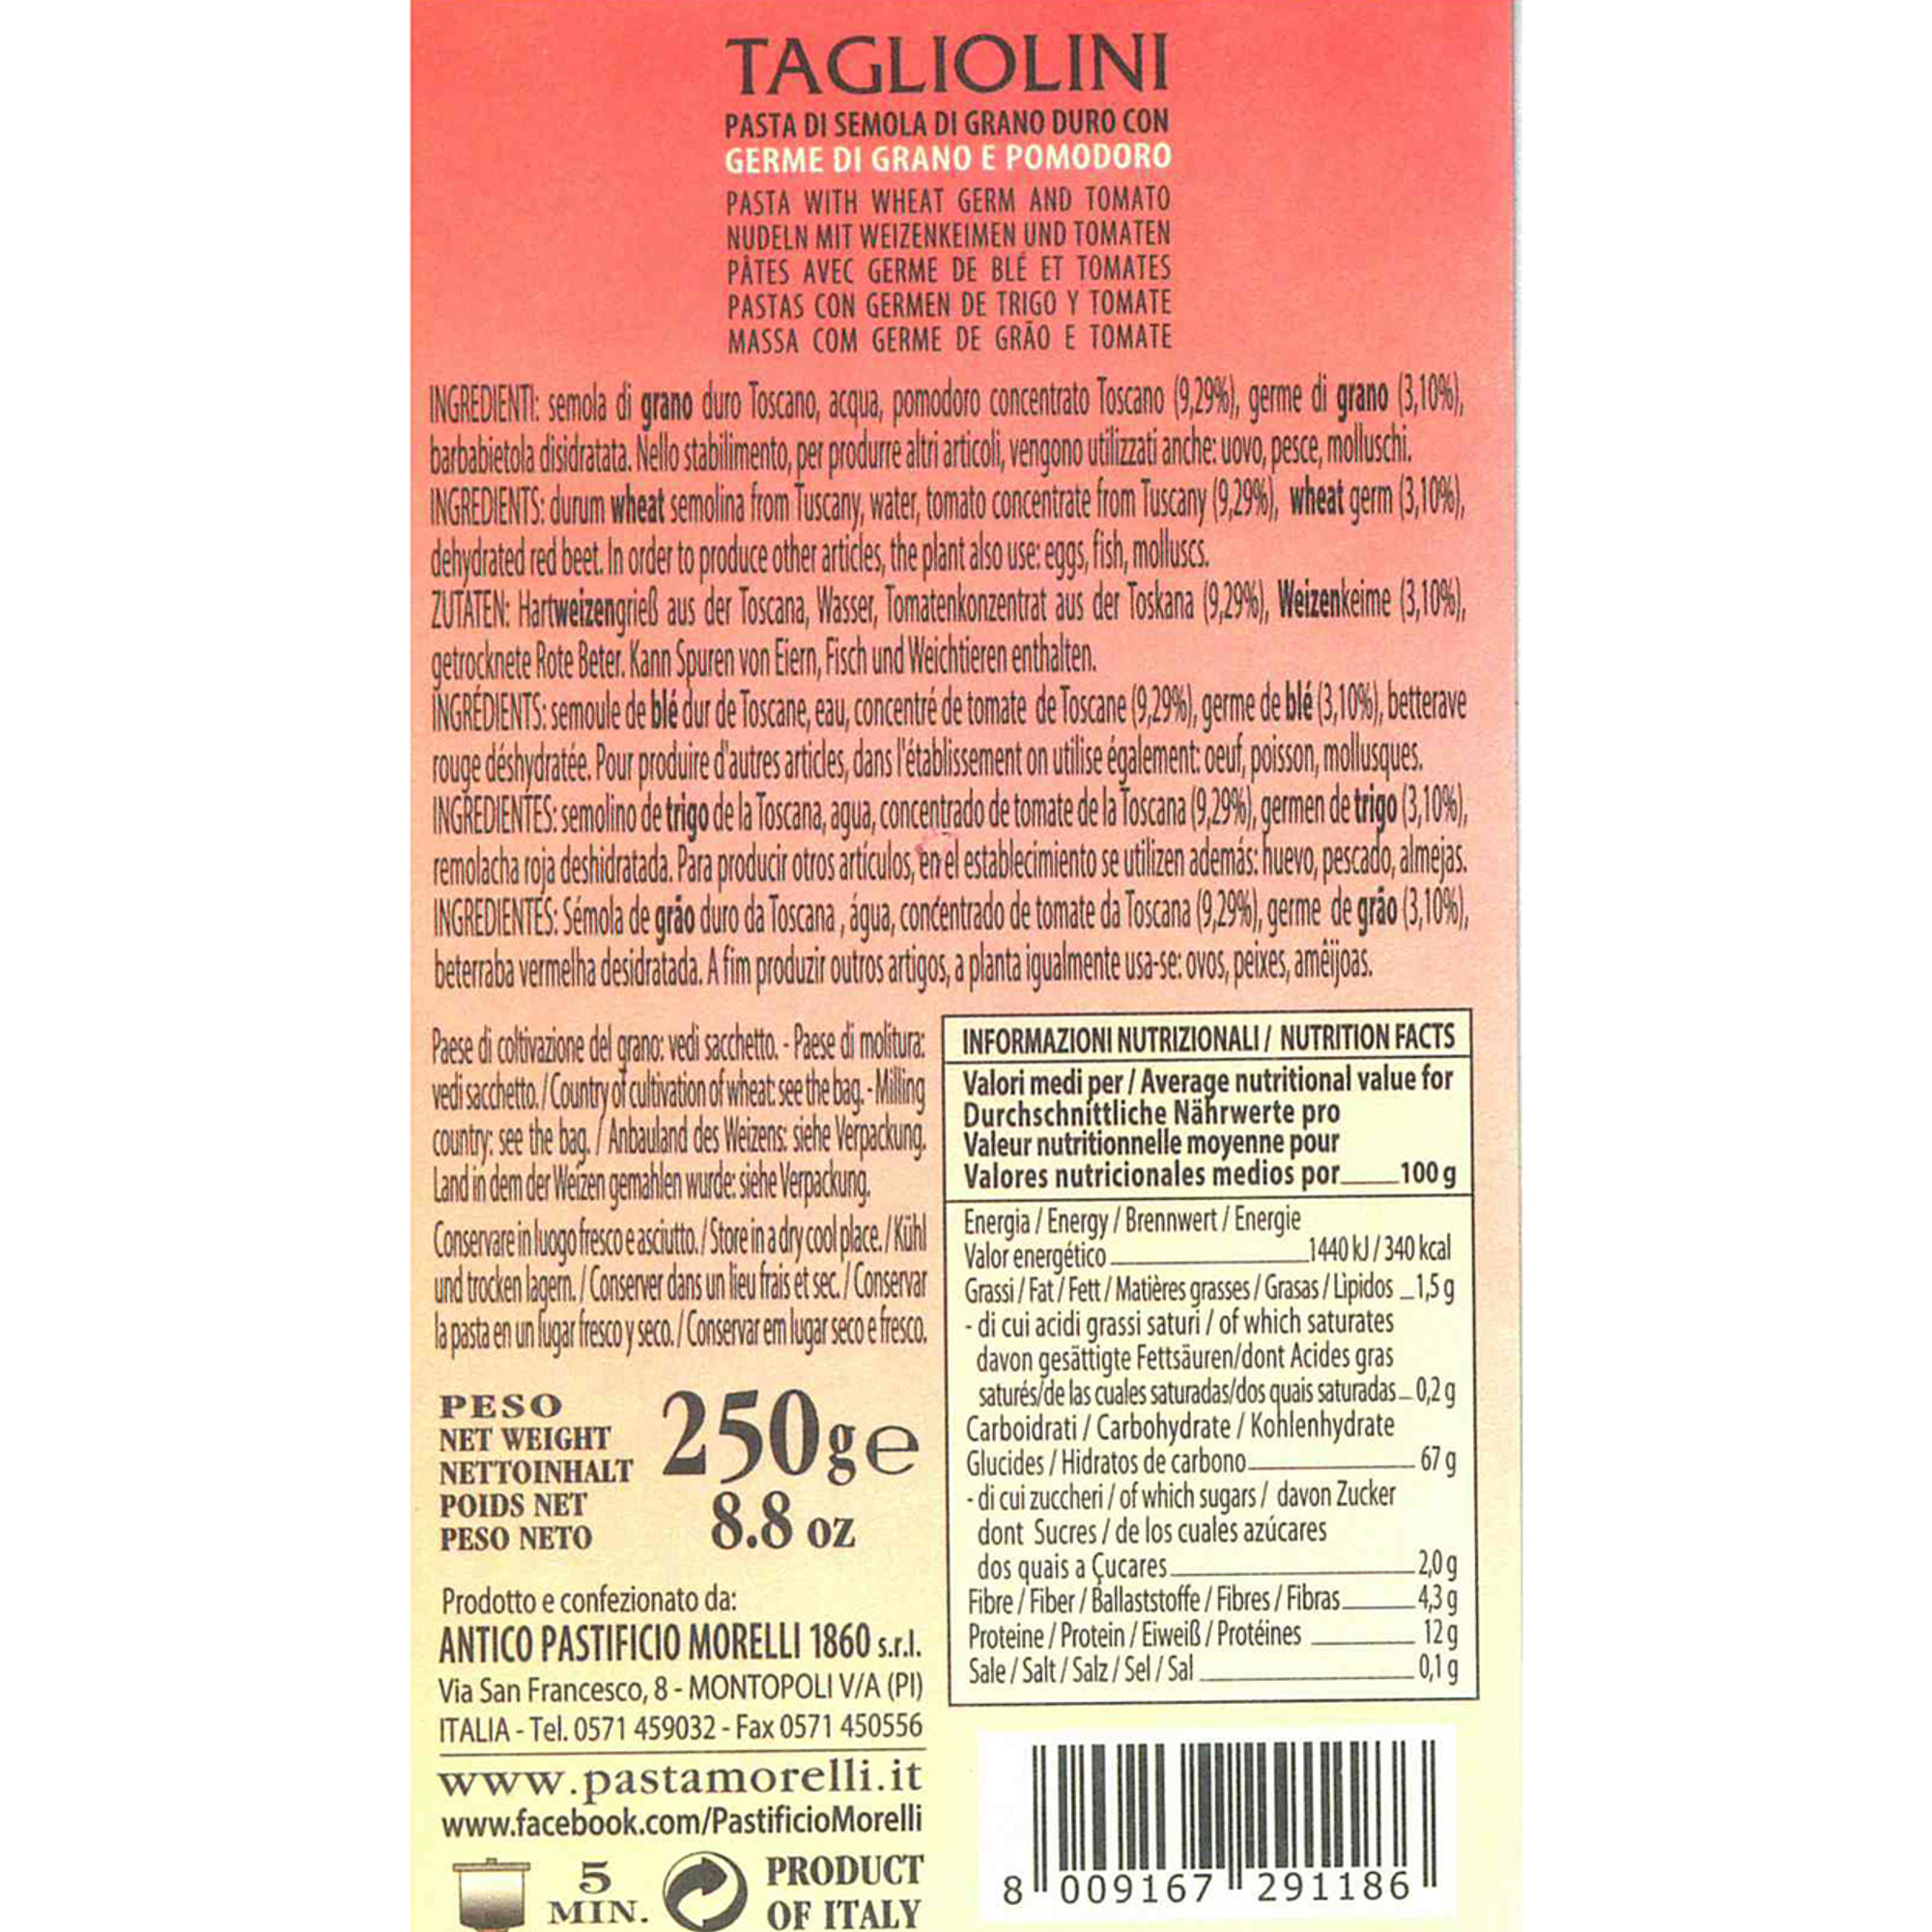 TAGLIOLINI
PASTA DI SEMOLA DI GRANO DURO CON
GERME DI GRANO E POMODORO
PASTA WITH WHEAT GERM AND TOMATO
NUDELN MIT WEIZENKEIMEN UND TOMATEN
PÂTES AVEC GERME DE BLÉ ET TOMATES
PASTAS CON GERMEN DE TRIGO Y TOMATE
MASSA COM GERME DE GRÃO E TOMATE
INGREDIENTI: semola di grano duro Toscano, acqua, pomodoro concentrato Toscano (9,29%), germe di grano (3,10%),
barbabietola disidratata. Nello stabilimento, per produrre altri articoli, vengono utilizzati anche: uovo, pesce, molluschi.
INGREDIENTS: durum wheat semolina from Tuscany, water, tomato concentrate from Tuscany (9,29%), wheat germ (3,10%),
dehydrated red beet. In order to produce other articles, the plant also use: eggs, fish, molluscs.
ZUTATEN: Hartweizengrieß aus der Toscana, Wasser, Tomatenkonzentrat aus der Toskana (9,29%), Weizenkeime (3,10%),
getrocknete Rote Beter. Kann Spuren von Eiern, Fisch und Weichtieren enthalten.
INGRÉDIENTS: semoule de blé dur de Toscane, eau, concentré de tomate de Toscane (9,29%), germe de blé (3,10%), betterave
rouge déshydratée. Pour produire d'autres articles, dans l'établissement on utilise également: oeuf, poisson, mollusques.
INGREDIENTES: semolino de trigo de la Toscana, agua, concentrado de tomate de la Toscana (9,29%), germen de trigo (3,10%),
remolacha roja deshidratada. Para producir otros artículos, en el establecimiento se utilizen además: huevo, pescado, almejas.
INGREDIENTES: Sémola de grão duro da Toscana , água, concentrado de tomate da Toscana (9,29%), germe de grão (3,10%),
beterraba vermelha desidratada. A fim produzir outros artigos, a planta igualmente usa-se: ovos, peixes, amêijoas.
Paese di coltivazione del grano: vedi sacchetto. - Paese di molitura:
vedi sacchetto. / Country of cultivation of wheat: see the bag. - Milling
country: see the bag. / Anbauland des Weizens: siehe Verpackung.
Land in dem der Weizen gemahlen wurde: siehe Verpackung.
Conservare in luogo fresco e asciutto. / Store in a dry cool place. / Kühl
und trocken lagern. / Conserver dans un lieu frais et sec. / Conservar
la pasta en un lugar fresco y seco. / Conservar em lugar seco e fresco.
PESO
NET WEIGHT
NETTOINHALT
POIDS NET
PESO NETO
250g e
8.8 oz
Prodotto e confezionato da:
ANTICO PASTIFICIO MORELLI 1860 s.r.l.
Via San Francesco, 8 - MONTOPOLI V/A (PI)
ITALIA - Tel. 0571 459032 - Fax 0571 450556
www.pastamorelli.it
www.facebook.com/PastificioMorelli
5
MIN.
PRODUCT
OF ITALY
INFORMAZIONI NUTRIZIONALI / NUTRITION FACTS
Valori medi per / Average nutritional value for
Durchschnittliche Nährwerte pro
Valeur nutritionnelle moyenne pour
Valores nutricionales medios por 100 g
Energia / Energy / Brennwert / Energie
Valor energético 1440 kJ / 340 kcal
Grassi / Fat / Fett / Matières grasses / Grasas / Lipidos 1,5 g
- di cui acidi grassi saturi / of which saturates
davon gesättigte Fettsäuren/dont Acides gras
saturés/de las cuales saturadas/dos quais saturadas 0,2 g
Carboidrati / Carbohydrate / Kohlenhydrate
Glucides / Hidratos de carbono 67 g
- di cui zuccheri / of which sugars / davon Zucker
dont Sucres / de los cuales azúcares
dos quais a Çucares 2,0 g
Fibre / Fiber / Ballaststoffe / Fibres / Fibras 4,3 g
Proteine / Protein / Eiweiß / Protéines 12 g
Sale / Salt / Salz / Sel / Sal 0,1 g
8 009167 291186